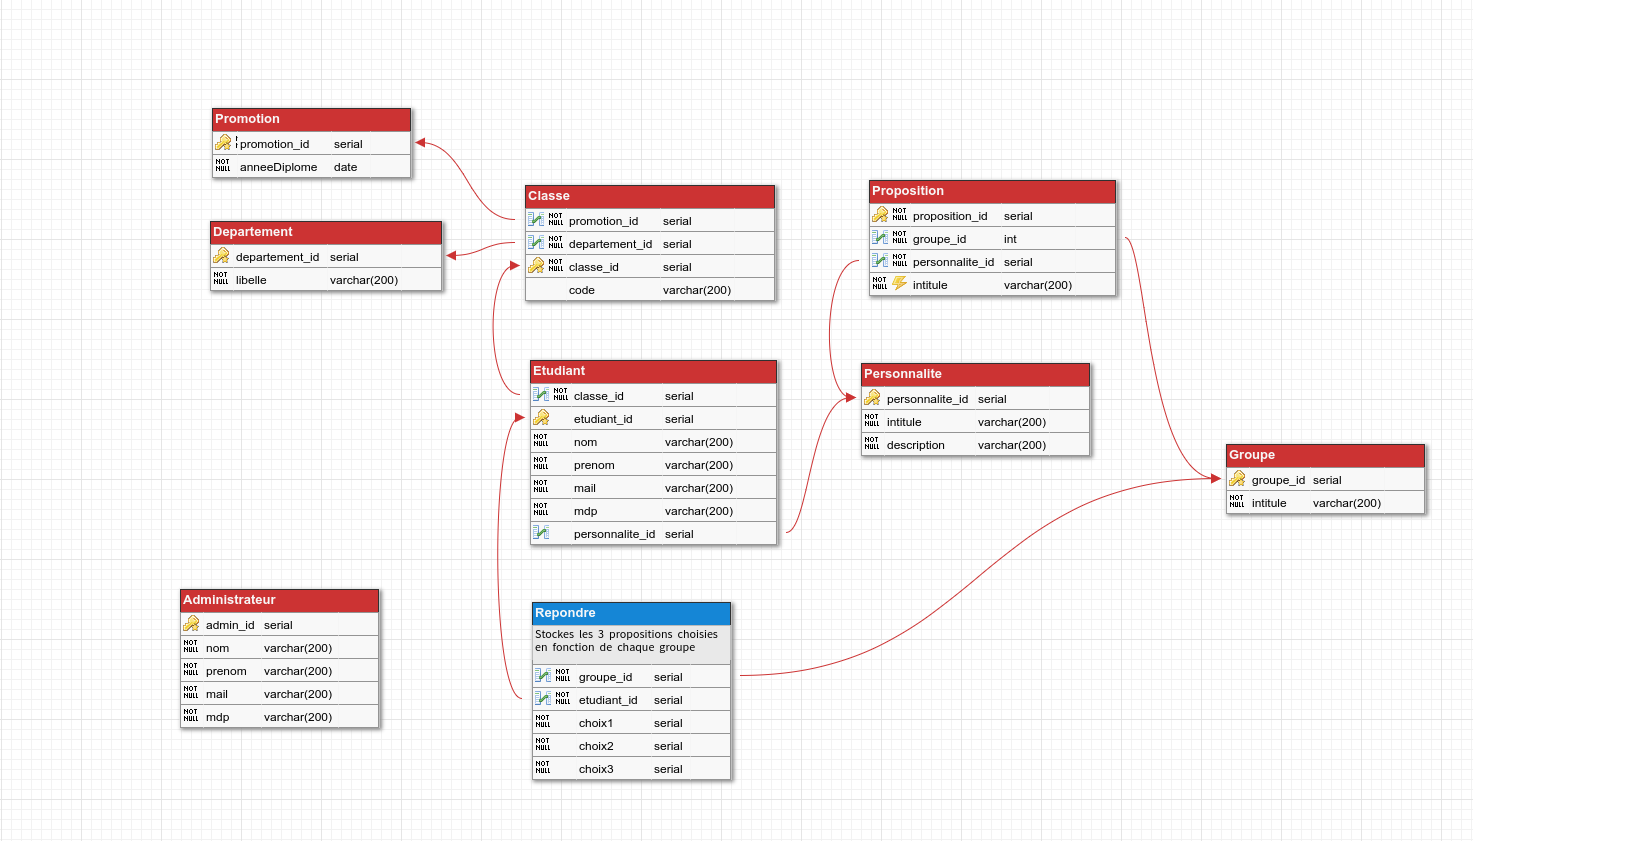 Promotion
promotion_id serial
NOT NULL anneeDiplome date
Departement
departement_id serial
NOT NULL libelle varchar(200)
Classe
NOT NULL promotion_id serial
NOT NULL departement_id serial
NOT NULL classe_id serial
code varchar(200)
Proposition
NOT NULL proposition_id serial
NOT NULL groupe_id int
NOT NULL personnalite_id serial
NOT NULL intitule varchar(200)
Etudiant
NOT NULL classe_id serial
etudiant_id serial
NOT NULL nom varchar(200)
NOT NULL prenom varchar(200)
NOT NULL mail varchar(200)
NOT NULL mdp varchar(200)
personnalite_id serial
Personnalite
personnalite_id serial
NOT NULL intitule varchar(200)
NOT NULL description varchar(200)
Groupe
groupe_id serial
NOT NULL intitule varchar(200)
Administrateur
admin_id serial
NOT NULL nom varchar(200)
NOT NULL prenom varchar(200)
NOT NULL mail varchar(200)
NOT NULL mdp varchar(200)
Repondre
Stockes les 3 propositions choisies
en fonction de chaque groupe
NOT NULL groupe_id serial
NOT NULL etudiant_id serial
NOT NULL choix1 serial
NOT NULL choix2 serial
NOT NULL choix3 serial